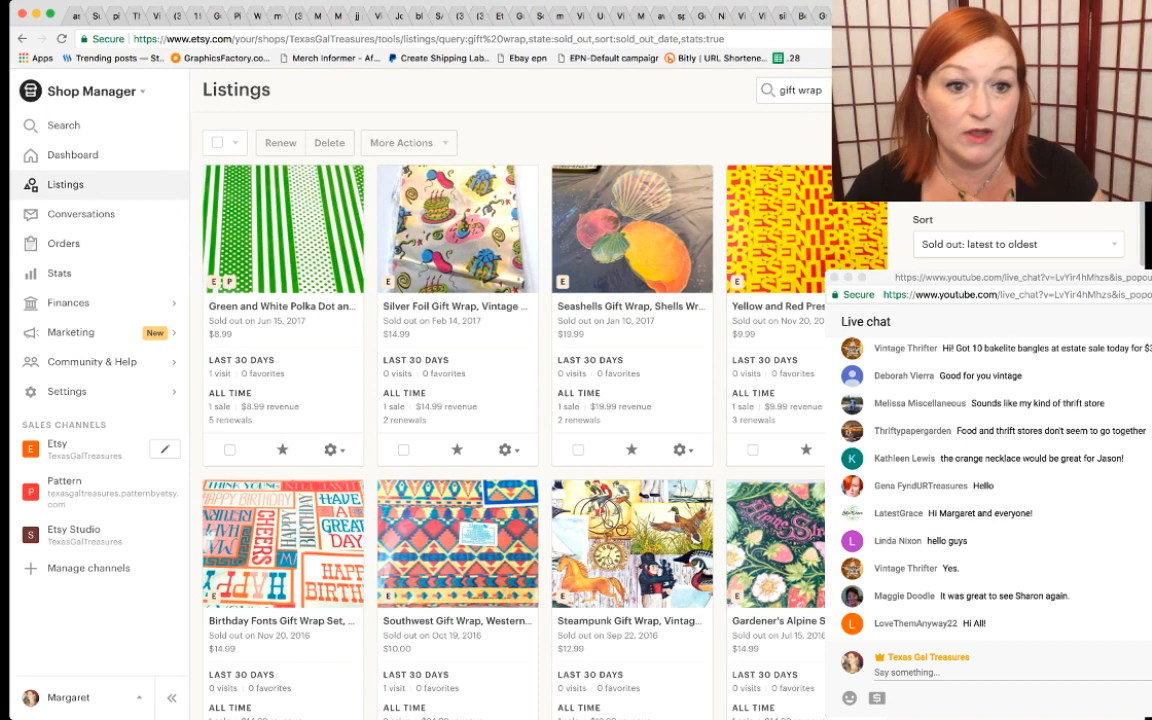 Secure https://www.etsy.com/your/shops/TexasGalTreasures/tools/listings/query:gift%20wrap,state:sold_out,sort:sold_out_date,stats:true
Apps Trending posts — St.. GraphicsFactory.co... Merch Informer - Af... Create Shipping Lab.. Ebay epn EPN-Default campaigr Bitly | URL Shortene... .28
Shop Manager
Search
Dashboard
Listings
Conversations
Orders
Stats
Finances
Marketing New
Community & Help
Settings
SALES CHANNELS
Etsy
TexasGalTreasures
Pattern
texasgaltreasures.patternbyetsy.
com
Etsy Studio
TexasGalTreasures
Manage channels
Margaret
Listings
gift wrap
Renew Delete More Actions
Green and White Polka Dot an...
Sold out on Jun 15, 2017
$8.99
LAST 30 DAYS
1 visit 0 favorites
ALL TIME
1 sale $8.99 revenue
5 renewals
Silver Foil Gift Wrap, Vintage ...
Sold out on Feb 14, 2017
$14.99
LAST 30 DAYS
0 visits 0 favorites
ALL TIME
1 sale $14.99 revenue
2 renewals
Seashells Gift Wrap, Shells Wr...
Sold out on Jan 10, 2017
$19.99
LAST 30 DAYS
0 visits 0 favorites
ALL TIME
1 sale $19.99 revenue
2 renewals
Yellow and Red Pres
Sold out on Nov 20, 20
$9.99
LAST 30 DAYS
0 visits 0 favorites
ALL TIME
1 sale $9.99 revenue
3 renewals
Birthday Fonts Gift Wrap Set, ...
Sold out on Nov 20, 2016
$14.99
LAST 30 DAYS
0 visits 0 favorites
ALL TIME
Southwest Gift Wrap, Western...
Sold out on Oct 19, 2016
$10.00
LAST 30 DAYS
1 visit 0 favorites
ALL TIME
Steampunk Gift Wrap, Vintag...
Sold out on Sep 22, 2016
$12.99
LAST 30 DAYS
0 visits 0 favorites
ALL TIME
Gardener's Alpine S
Sold out on Jul 15, 2016
$14.99
LAST 30 DAYS
0 visits 0 favorites
ALL TIME
Sort
Sold out: latest to oldest
https://www.youtube.com/live_chat?v=LvYir4hMhzs&is_popou
Secure https://www.youtube.com/live_chat?v=LvYir4hMhzs&is_popo
Live chat
Vintage Thrifter Hi! Got 10 bakelite bangles at estate sale today for $3
Deborah Vierra Good for you vintage
Melissa Miscellaneous Sounds like my kind of thrift store
Thriftypapergarden Food and thrift stores don't seem to go together
Kathleen Lewis the orange necklace would be great for Jason!
Gena FyndURTreasures Hello
LatestGrace Hi Margaret and everyone!
Linda Nixon hello guys
Vintage Thrifter Yes.
Maggie Doodle It was great to see Sharon again.
LoveThemAnyway22 Hi All!
Texas Gal Treasures
Say something...